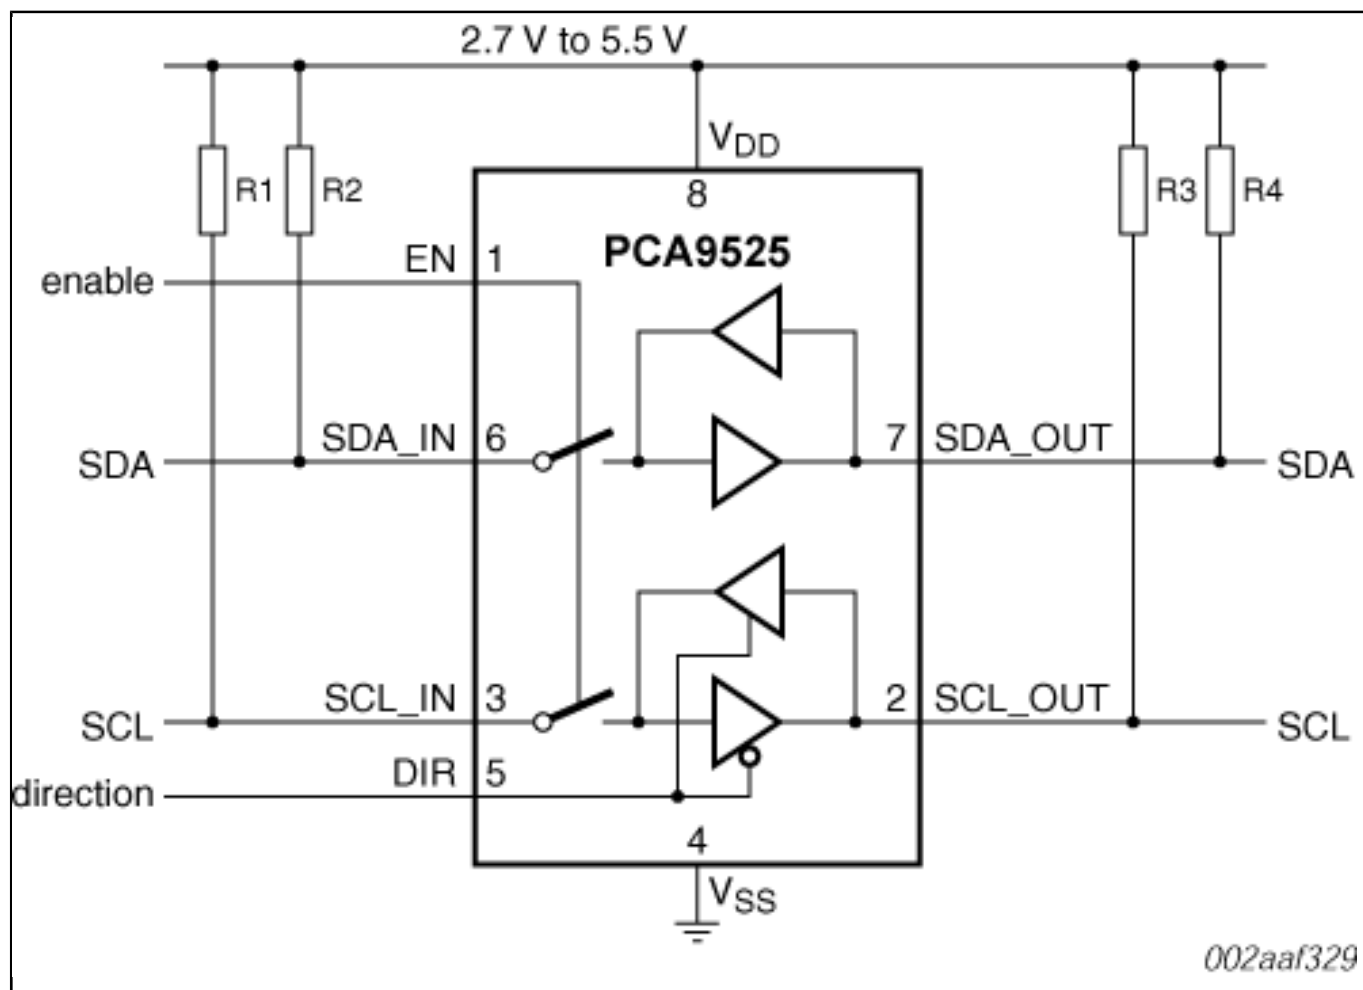 2.7 V to 5.5 V
VDD
8
R1
R2
R3
R4
PCA9525
enable
EN
1
SDA
SDA_IN
6
7
SDA_OUT
SDA
SCL
SCL_IN
3
2
SCL_OUT
SCL
direction
DIR
5
4
VSS
002aaf329